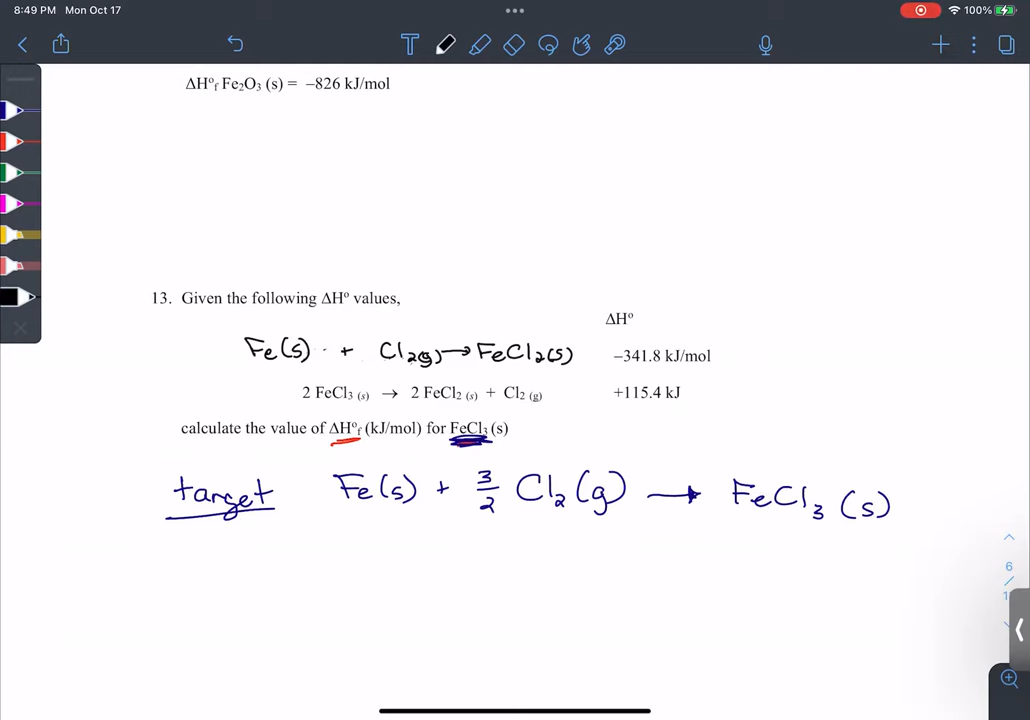 8:49 PM Mon Oct 17
100%
T
ΔH°f Fe₂O₃ (s) = −826 kJ/mol
13. Given the following ΔH° values,
ΔH°
Fe(s) + Cl₂(g) → FeCl₂(s) −341.8 kJ/mol
2 FeCl₃ (s) → 2 FeCl₂ (s) + Cl₂ (g) +115.4 kJ
calculate the value of ΔH°f (kJ/mol) for FeCl₃ (s)
target Fe(s) + 3/2 Cl₂(g) → FeCl₃ (s)
6
/